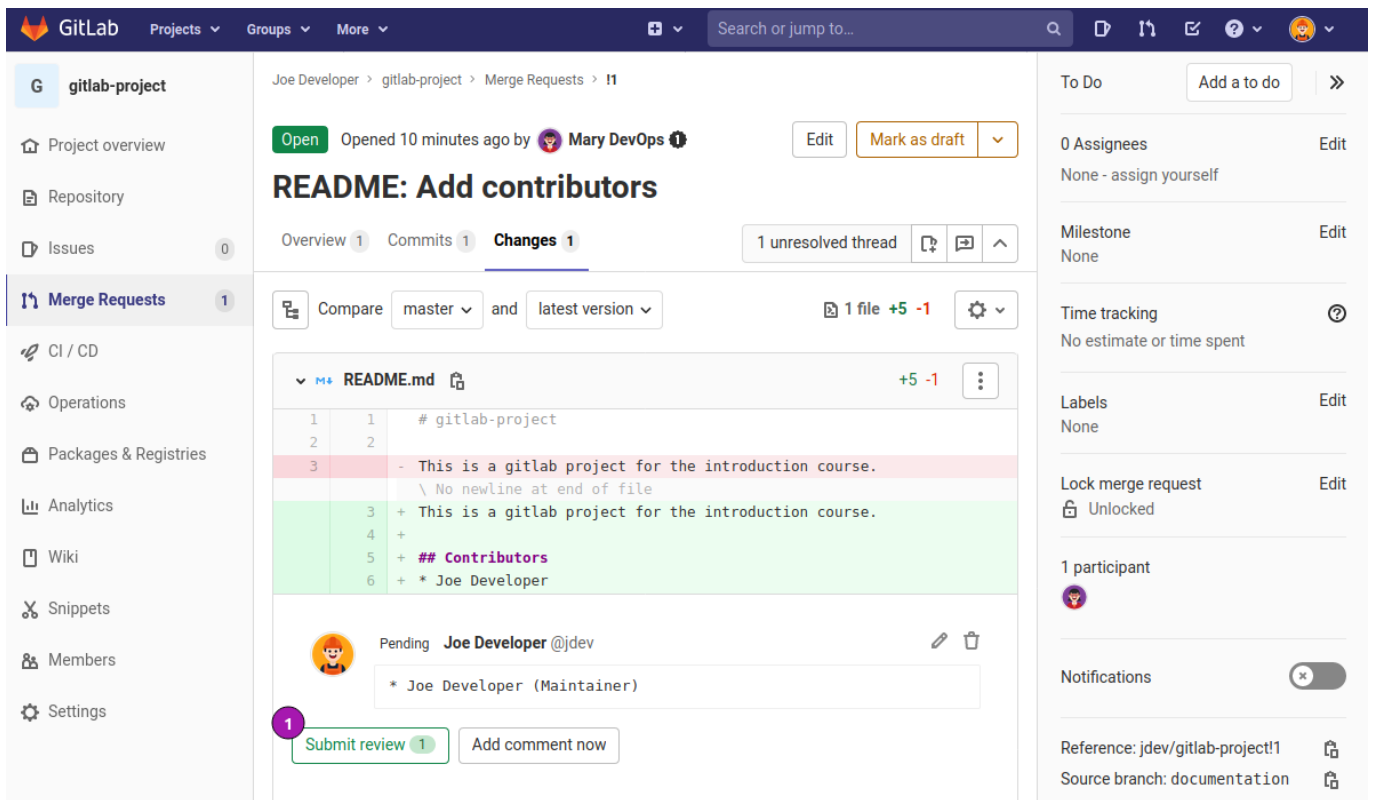 GitLab Projects Groups More Search or jump to...
G gitlab-project
Project overview
Repository
Issues 0
Merge Requests 1
CI / CD
Operations
Packages & Registries
Analytics
Wiki
Snippets
Members
Settings
Joe Developer > gitlab-project > Merge Requests > !1
Open Opened 10 minutes ago by Mary DevOps 1 Edit Mark as draft
README: Add contributors
Overview 1 Commits 1 Changes 1 1 unresolved thread
Compare master and latest version 1 file +5 -1
M README.md +5 -1
1 1 # gitlab-project
2 2
3 - This is a gitlab project for the introduction course.
\ No newline at end of file
3 + This is a gitlab project for the introduction course.
4 +
5 + ## Contributors
6 + * Joe Developer
Pending Joe Developer @jdev
* Joe Developer (Maintainer)
1
Submit review 1 Add comment now
To Do Add a to do
0 Assignees Edit
None - assign yourself
Milestone Edit
None
Time tracking
No estimate or time spent
Labels Edit
None
Lock merge request Edit
Unlocked
1 participant
Notifications
Reference: jdev/gitlab-project!1
Source branch: documentation